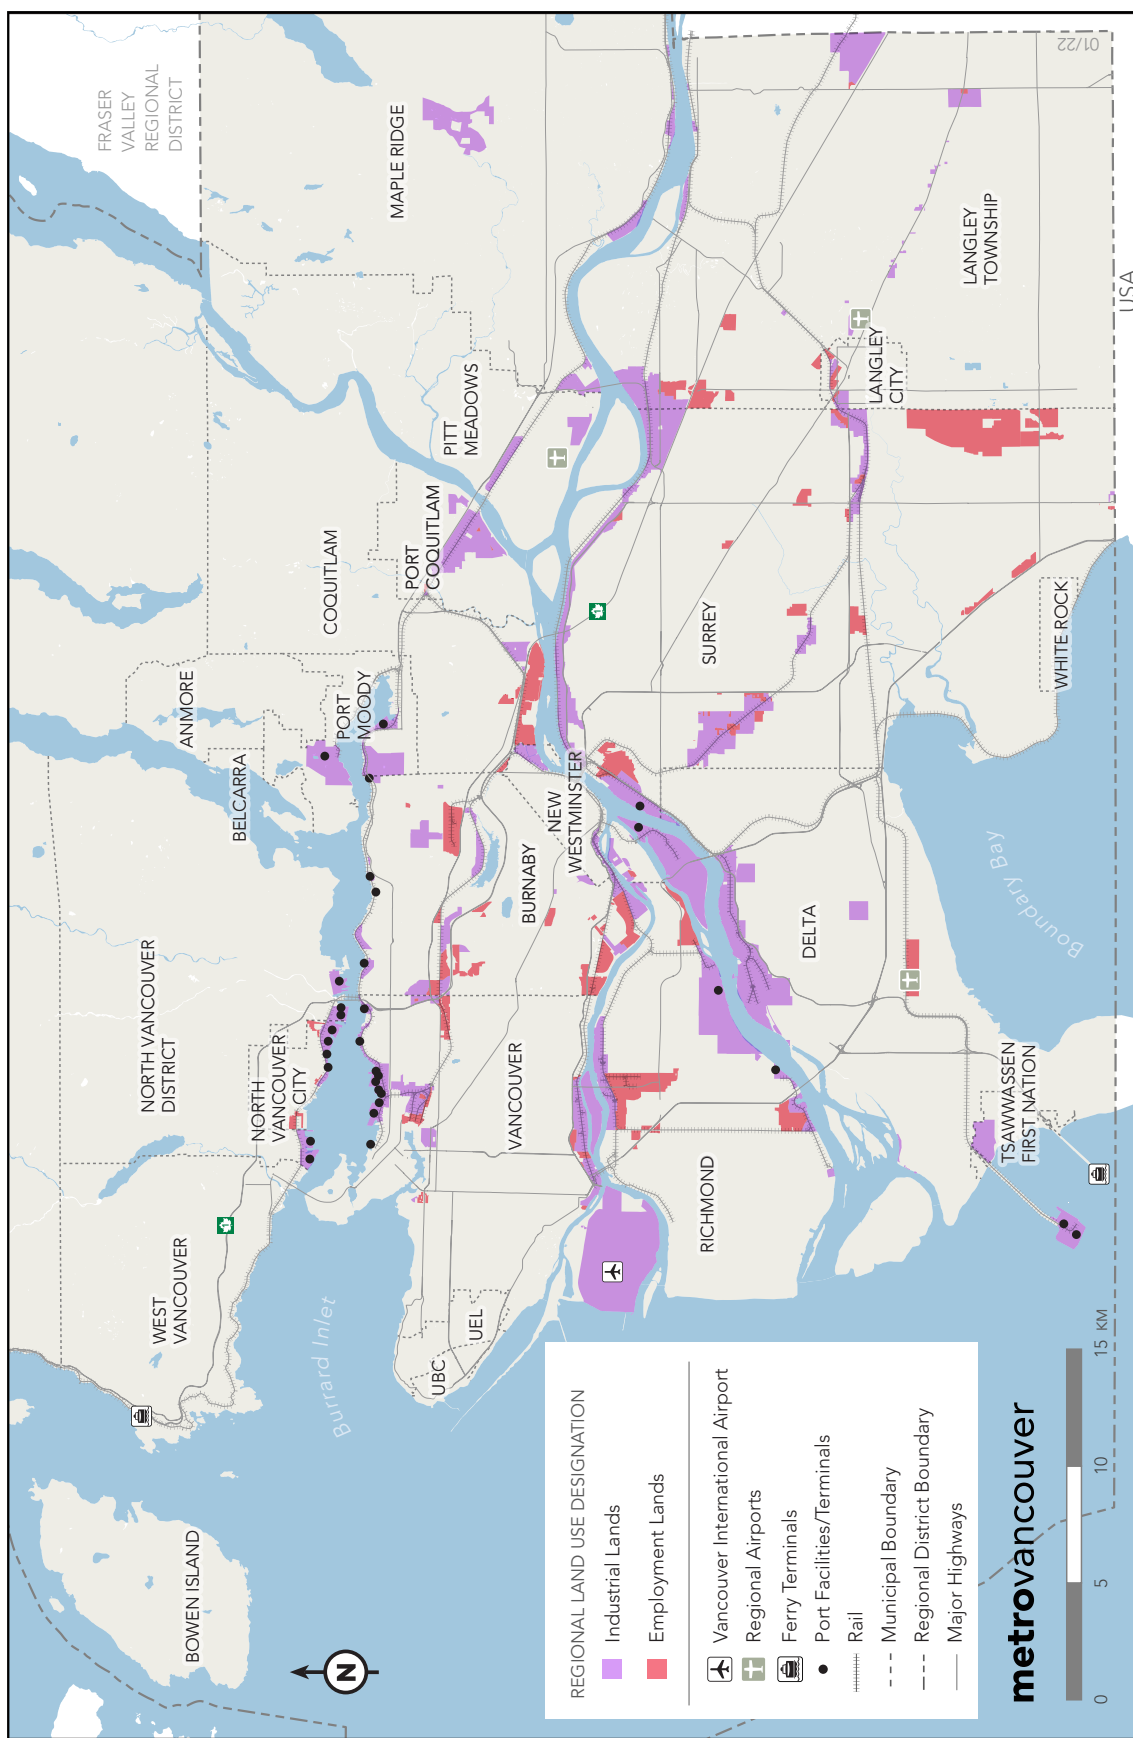 FRASER
VALLEY
REGIONAL
DISTRICT
MAPLE RIDGE
ANMORE
COQUITLAM
BELCARRA
PORT
MOODY
PORT
COQUITLAM
PITT
MEADOWS
NORTH VANCOUVER
DISTRICT
NORTH
VANCOUVER
CITY
WEST
VANCOUVER
BOWEN ISLAND
Burrard Inlet
UBC
UEL
VANCOUVER
BURNABY
NEW
WESTMINSTER
SURREY
LANGLEY
CITY
LANGLEY
TOWNSHIP
RICHMOND
DELTA
WHITE ROCK
Boundary Bay
TSAWWASSEN
FIRST NATION
USA
01/22
N
REGIONAL LAND USE DESIGNATION
Industrial Lands
Employment Lands
Vancouver International Airport
Regional Airports
Ferry Terminals
Port Facilities/Terminals
Rail
Municipal Boundary
Regional District Boundary
Major Highways
metrovancouver
0 5 10 15 KM